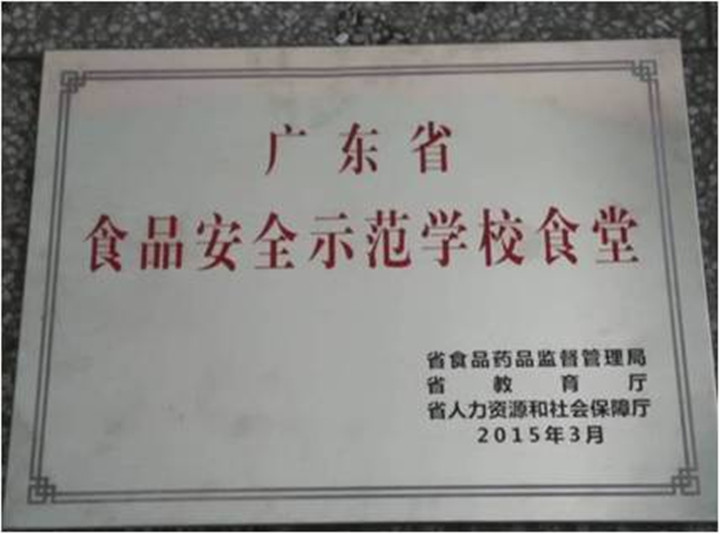 广东省
食品安全示范学校食堂
省食品药品监督管理局
省教育厅
省人力资源和社会保障厅
2015年3月